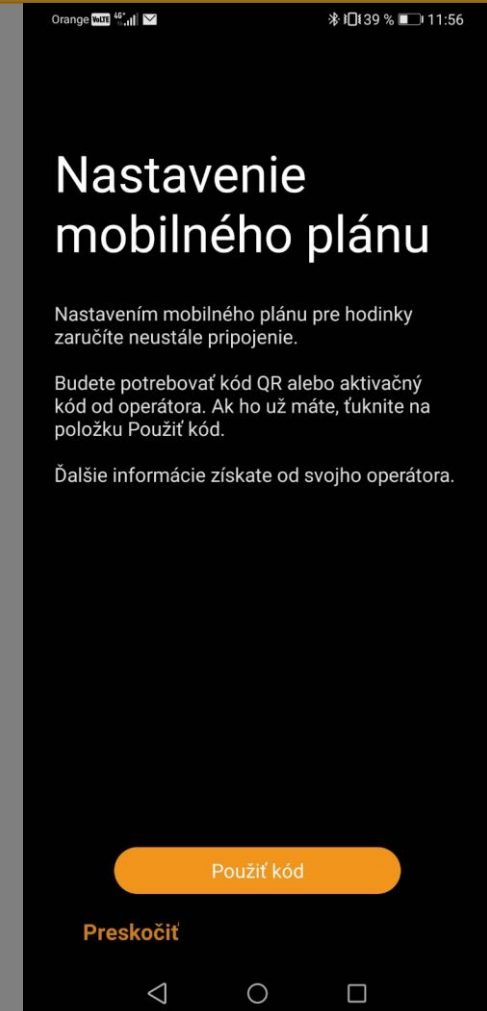 Orange VoLTE 4G+ 39 % 11:56
Nastavenie
mobilného plánu
Nastavením mobilného plánu pre hodinky
zaručíte neustále pripojenie.
Budete potrebovať kód QR alebo aktivačný
kód od operátora. Ak ho už máte, ťuknite na
položku Použiť kód.
Ďalšie informácie získate od svojho operátora.
Použiť kód
Preskočiť